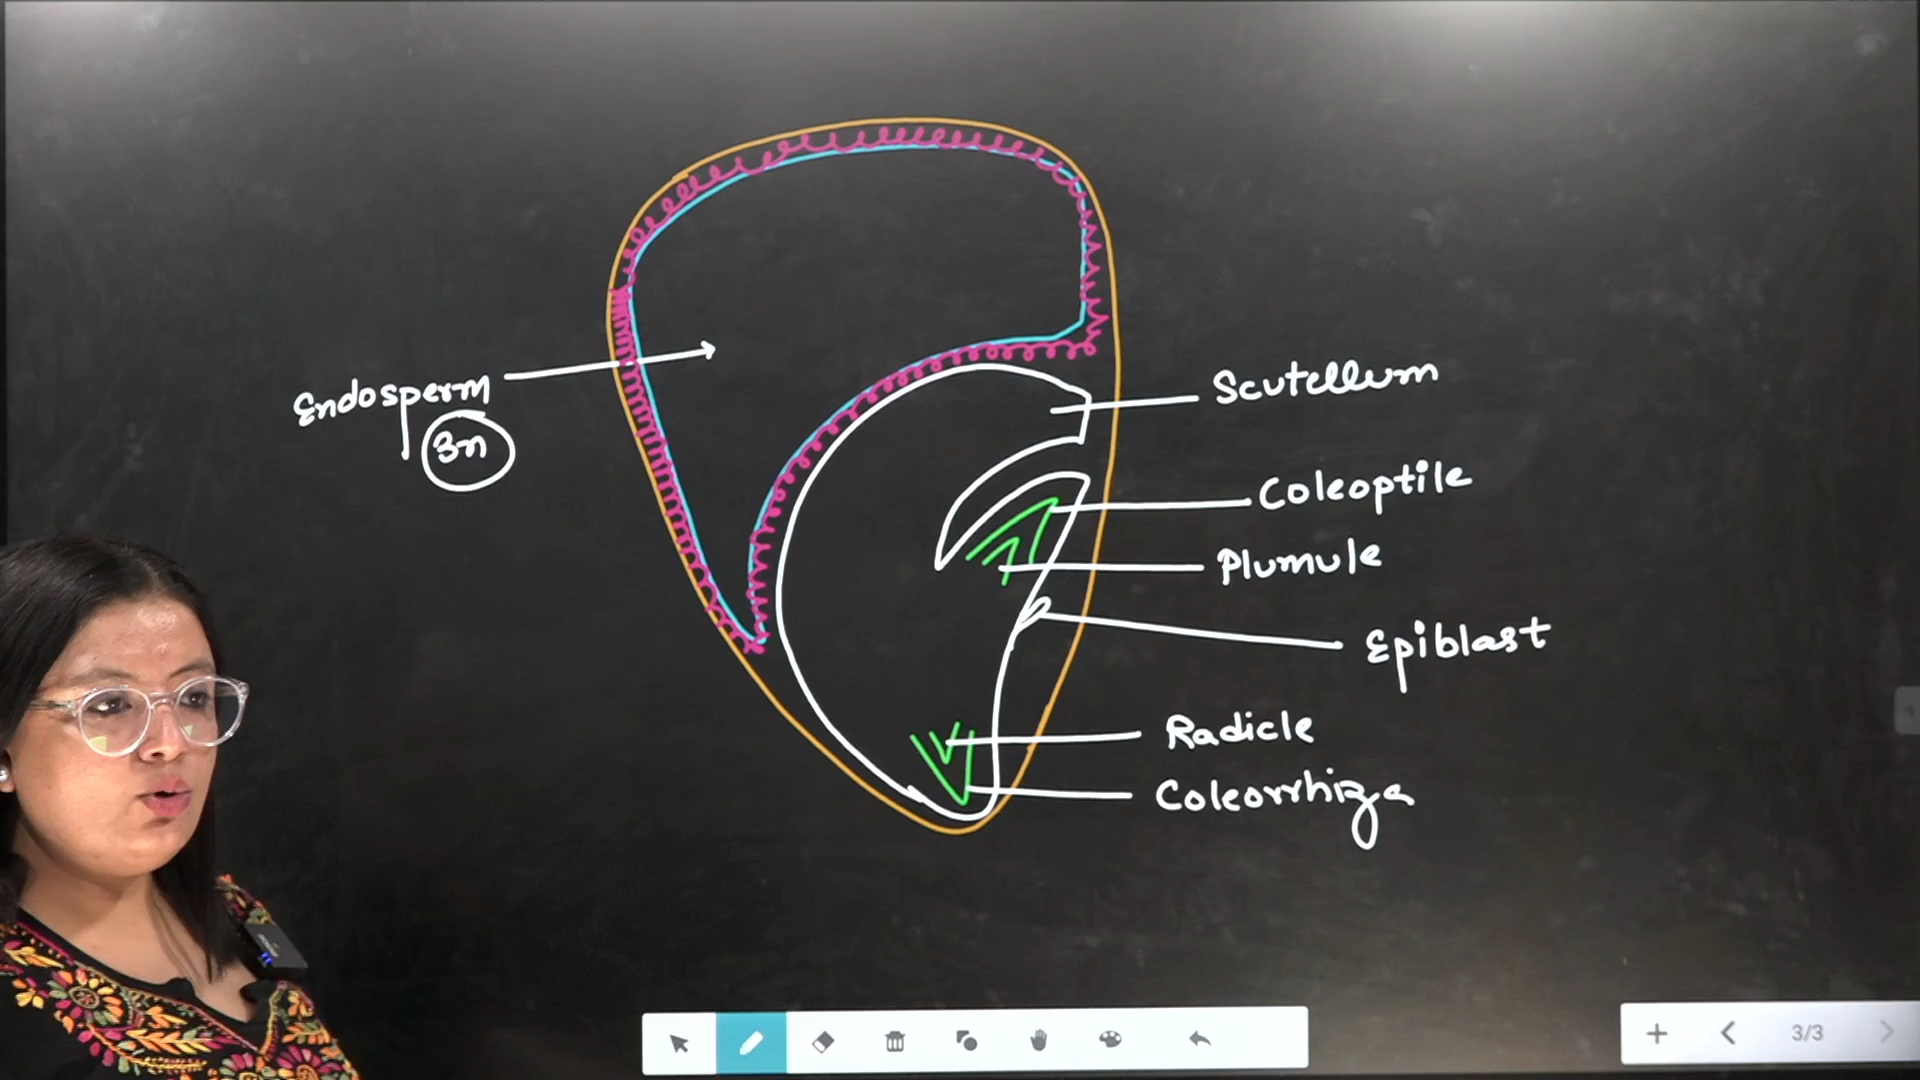 Endosperm
3n
Scutellum
Coleoptile
Plumule
Epiblast
Radicle
Coleorrhiza
3/3